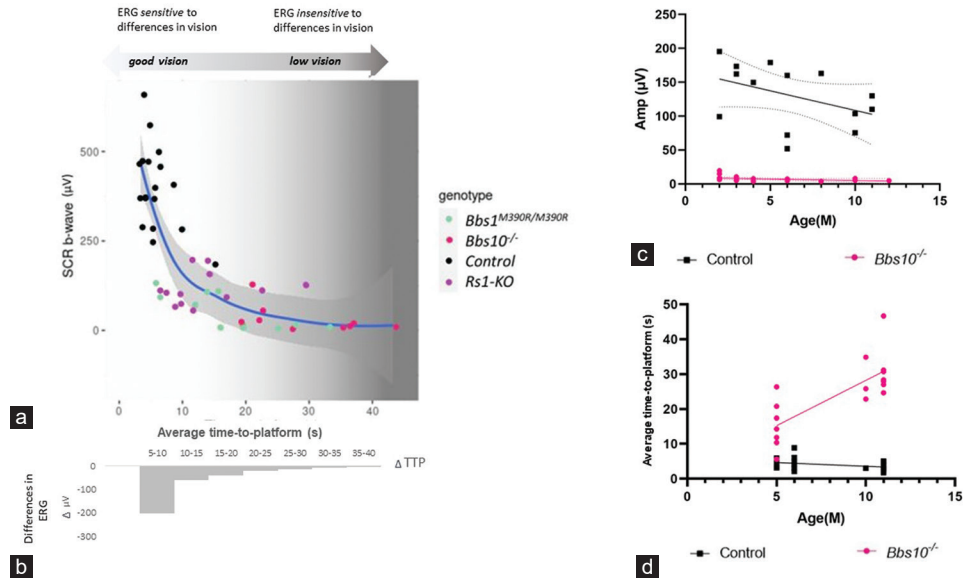 ERG sensitive to
differences in vision
ERG insensitive to
differences in vision
good vision
low vision
SCR b-wave (µV)
500
250
0
0
10
20
30
40
Average time-to-platform (s)
genotype
Bbs1M390R/M390R
Bbs10-/-
Control
Rs1-KO
a
5-10
10-15
15-20
20-25
25-30
30-35
35-40
Δ TTP
Differences in
ERG
Δ µV
0
-100
-200
-300
b
Amp (µV)
250
200
150
100
50
0
0
5
10
15
Age(M)
c
Control
Bbs10-/-
Average time-to-platform (s)
50
40
30
20
10
0
0
5
10
15
Age(M)
Control
Bbs10-/-
d